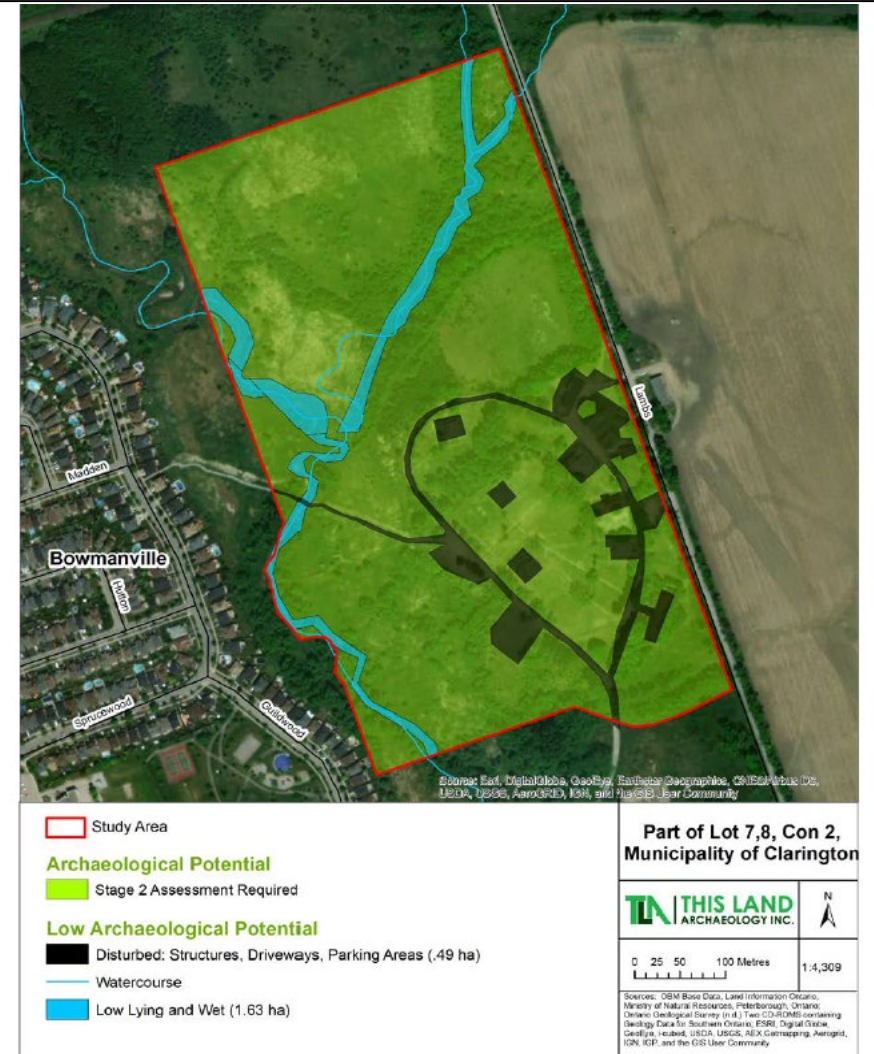 Lambs
Madden
Bowmanville
Hutton
Sprucewood
Guildwood
Source: Esri, DigitalGlobe, GeoEye, Earthstar Geographics, CNES/Airbus DS,
USDA, USGS, AeroGRID, IGN, and the GIS User Community
Study Area
Archaeological Potential
Stage 2 Assessment Required
Low Archaeological Potential
Disturbed: Structures, Driveways, Parking Areas (.49 ha)
Watercourse
Low Lying and Wet (1.63 ha)
Part of Lot 7,8, Con 2,
Municipality of Clarington
TLA THIS LAND
ARCHAEOLOGY INC.
N
0 25 50 100 Metres
1:4,309
Sources: OBM Base Data, Land Information Ontario,
Ministry of Natural Resources, Peterborough, Ontario;
Ontario Geological Survey (n.d.) Two CD-ROMS containing
Geology Data for Southern Ontario; ESRI, Digital Globe,
GeoEye, i-cubed, USDA, USGS, AEX, Getmapping, Aerogrid,
IGN, IGP, and the GIS User Community